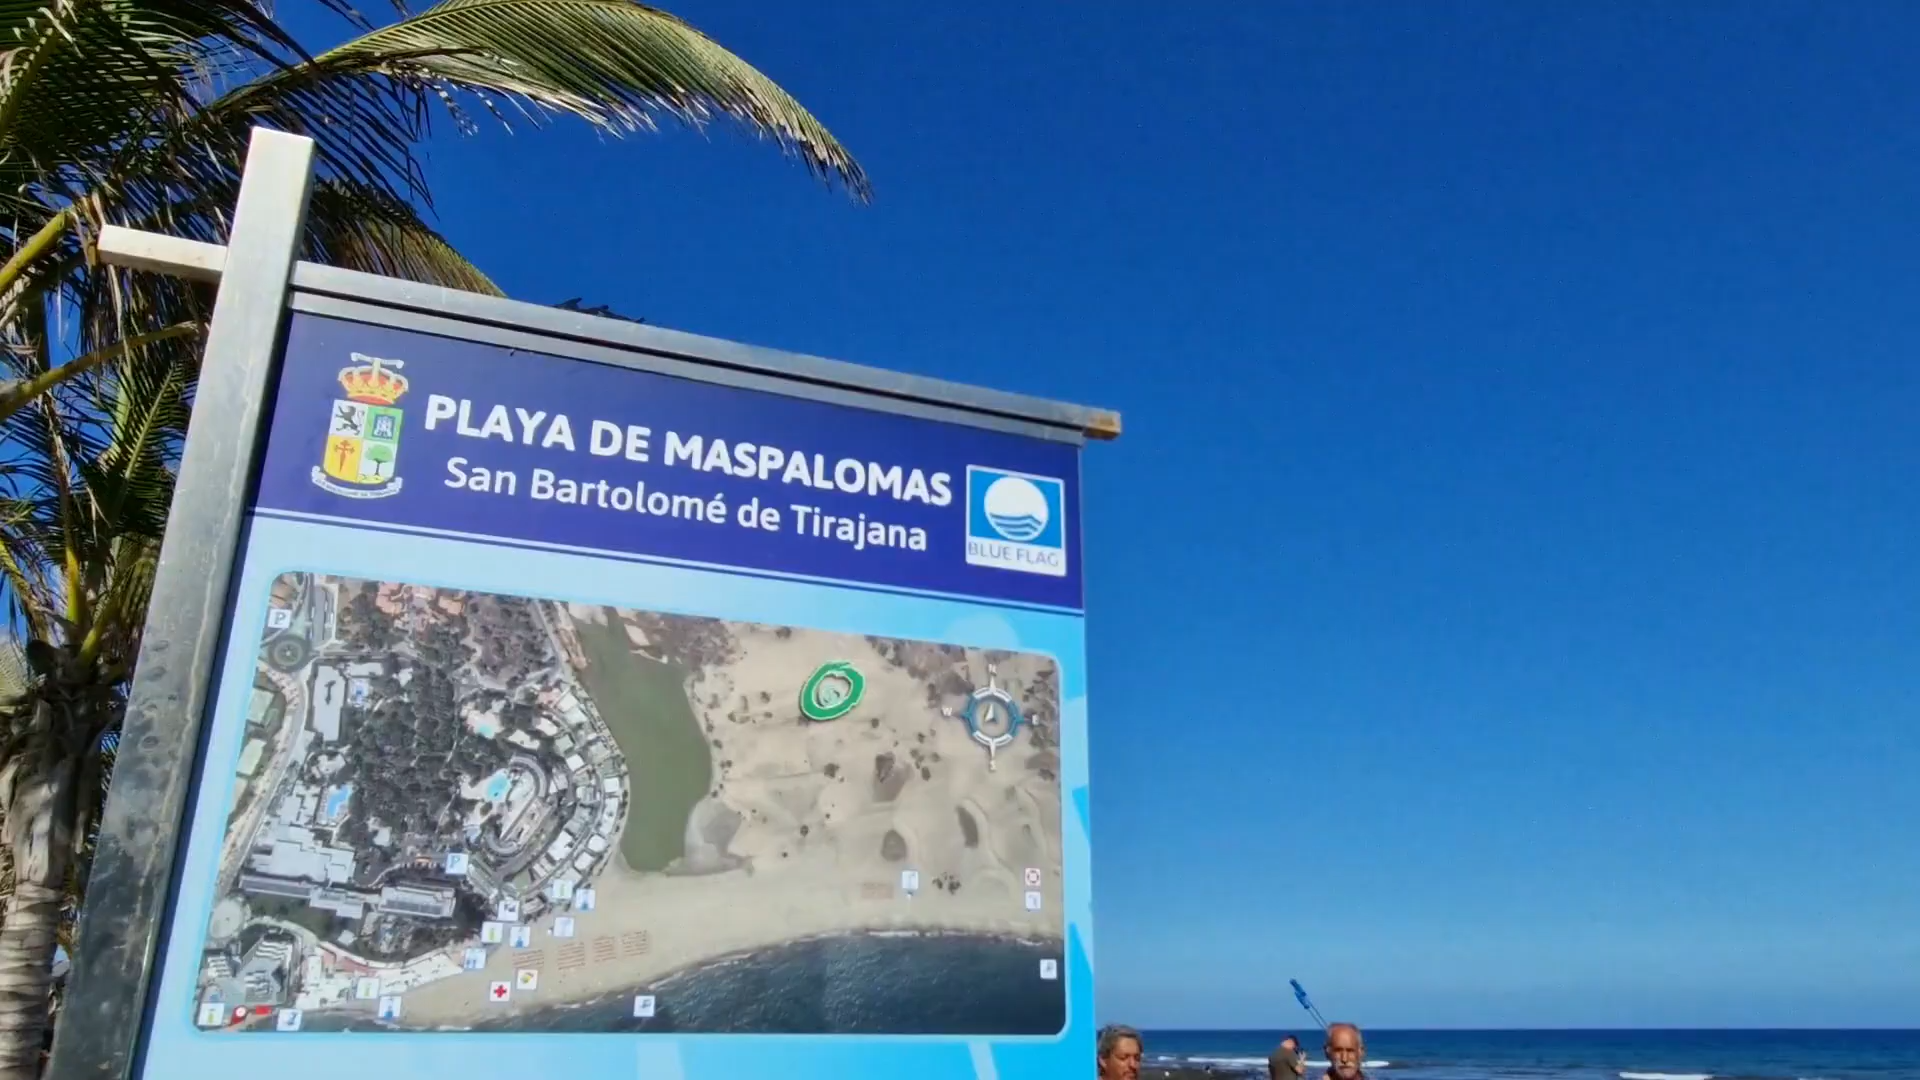 PLAYA DE MASPALOMAS
San Bartolomé de Tirajana
BLUE FLAG
P
N
W
E
S
P